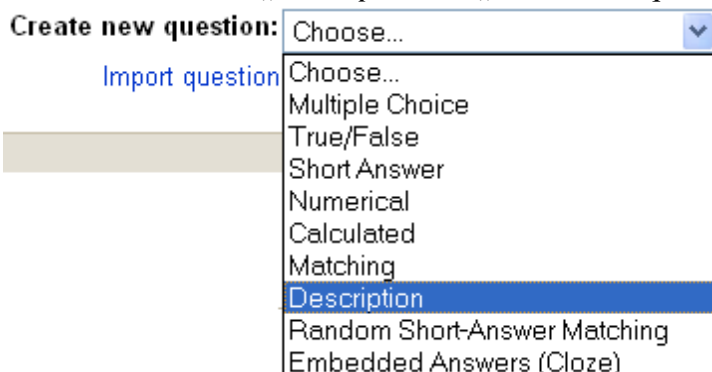 Create new question: Choose...
Import question Choose...
Multiple Choice
True/False
Short Answer
Numerical
Calculated
Matching
Description
Random Short-Answer Matching
Embedded Answers (Cloze)